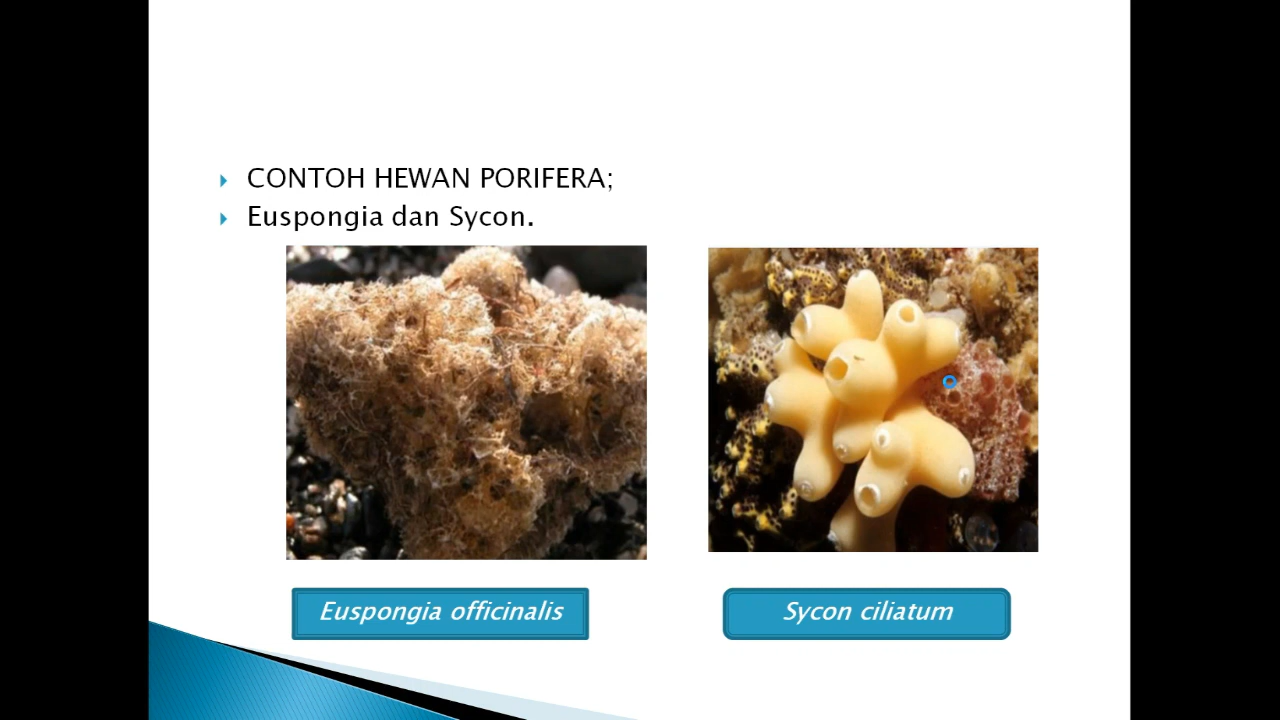 CONTOH HEWAN PORIFERA;
Euspongia dan Sycon.
Euspongia officinalis
Sycon ciliatum